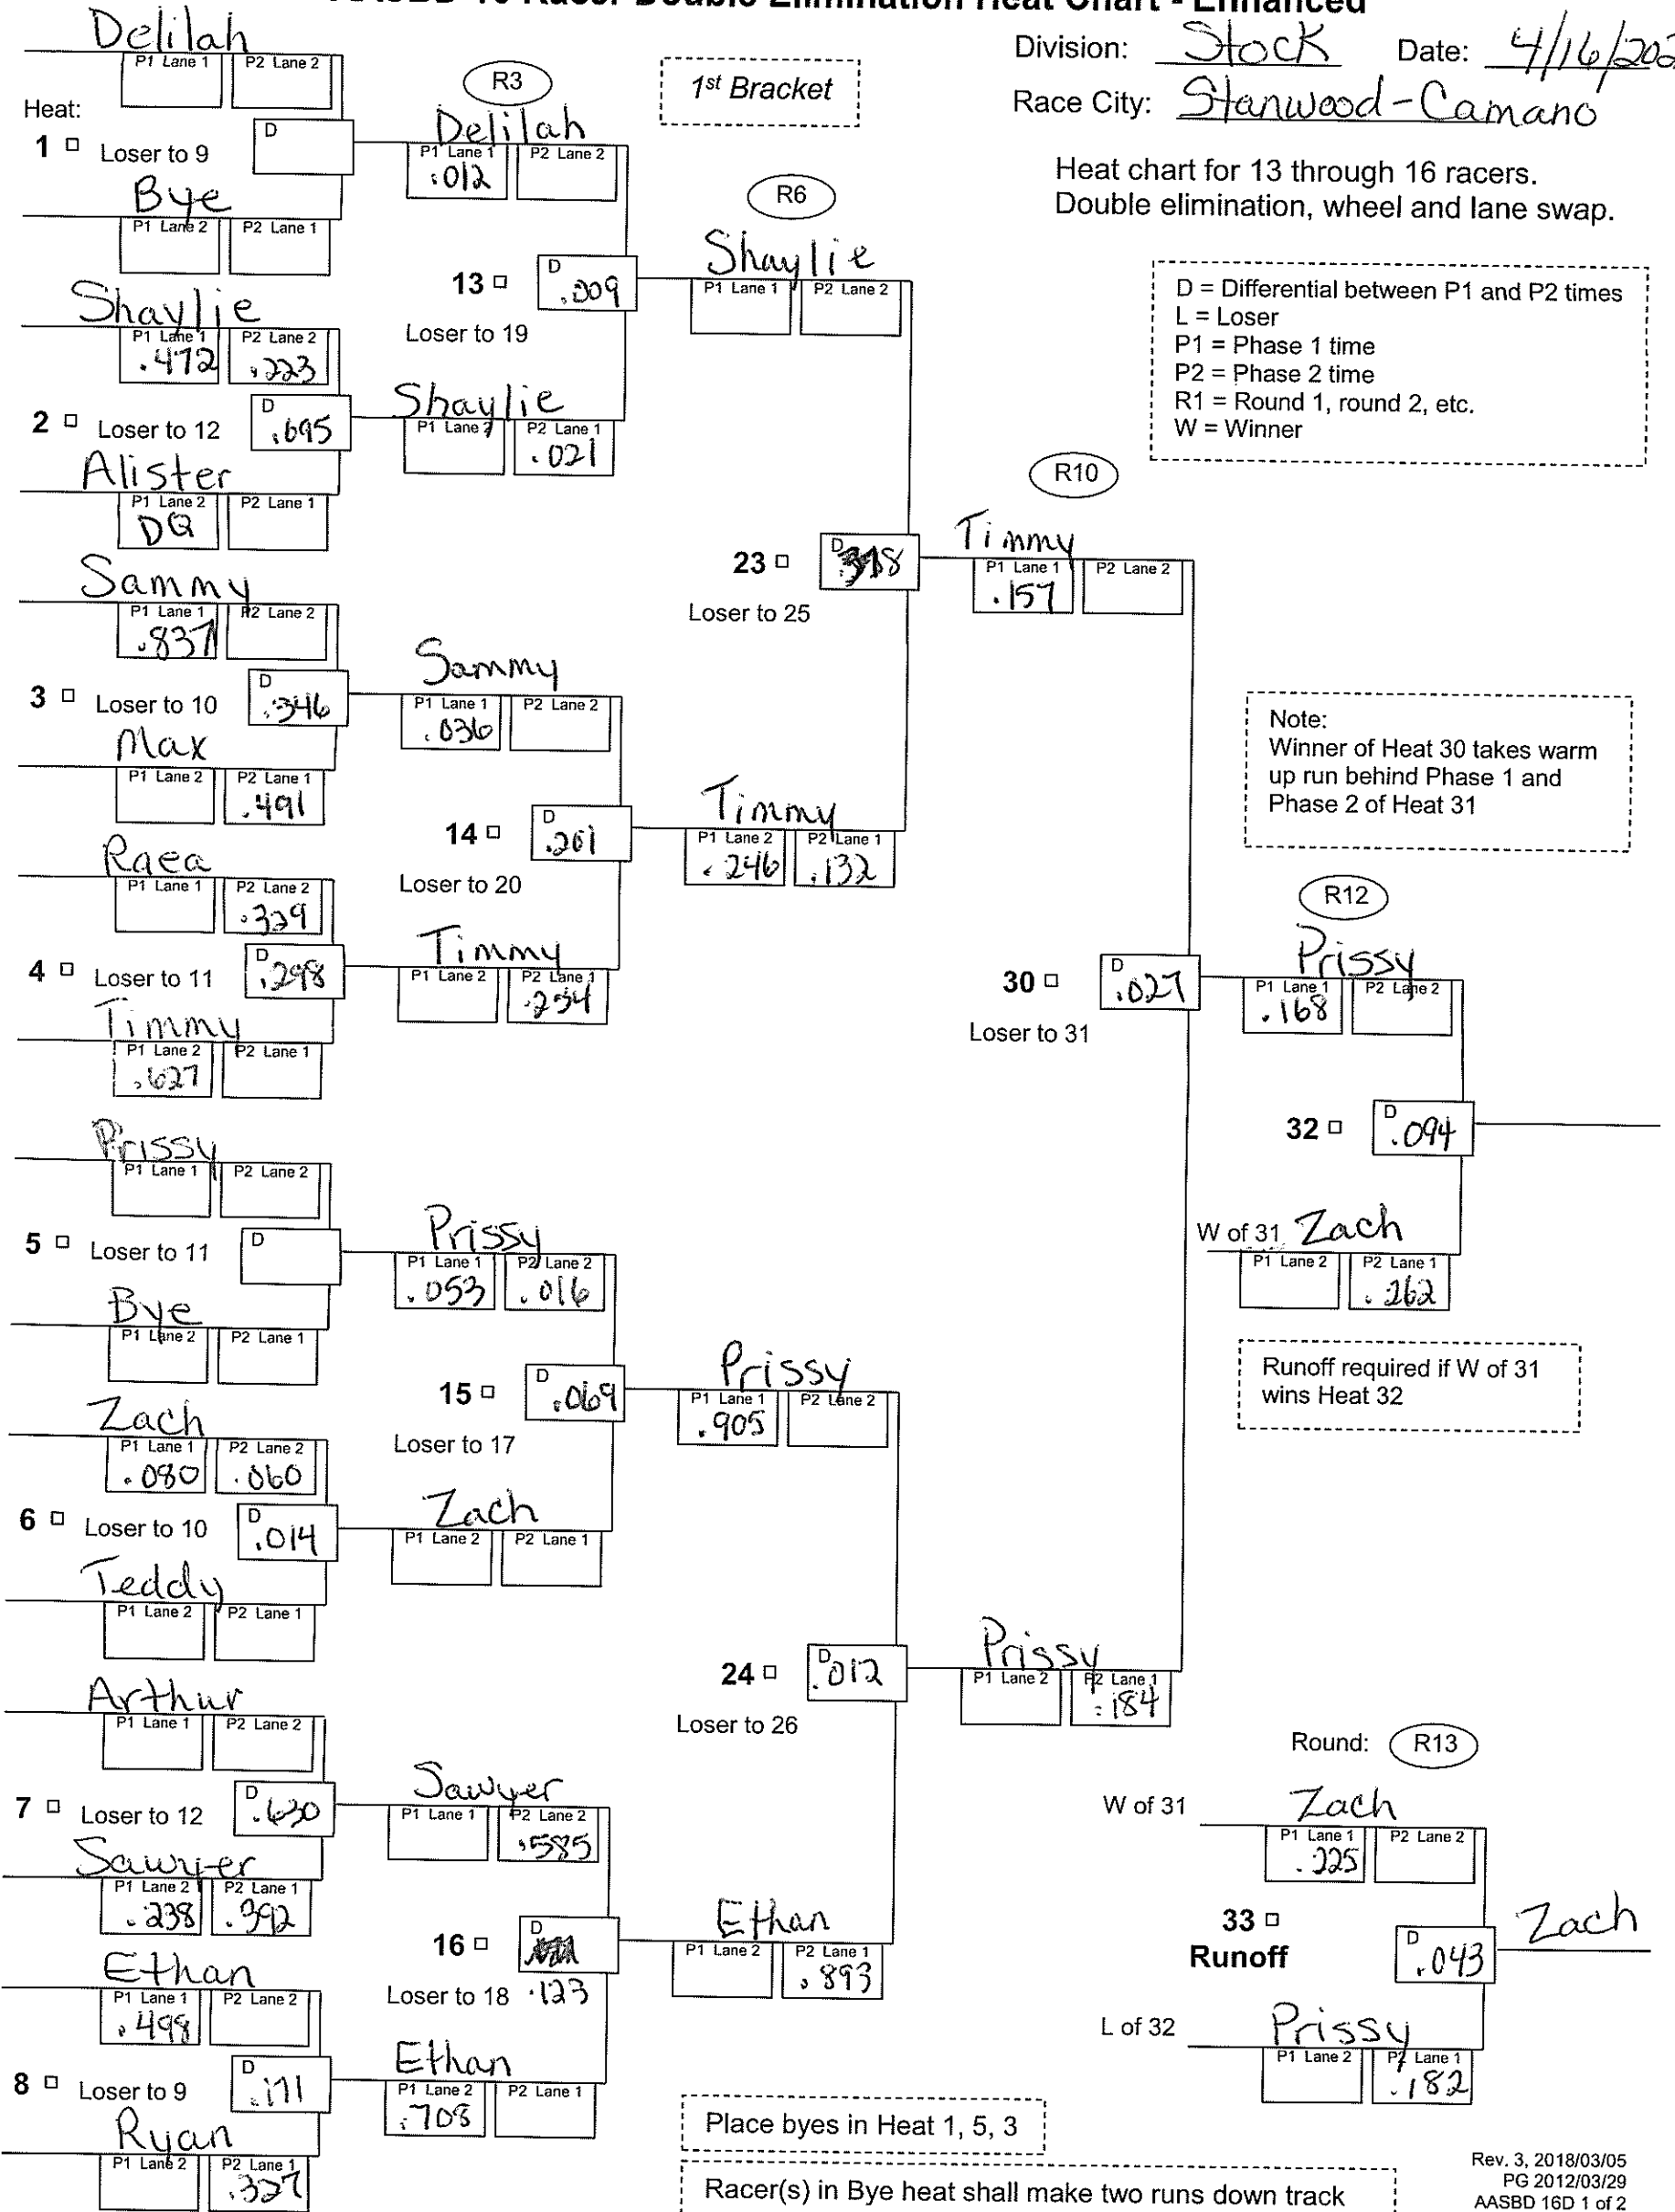 16 Racer Double Elimination Heat Chart - Enhanced
Division: Stock Date: 4/16/202
Race City: Stanwood-Camano
Heat chart for 13 through 16 racers.
Double elimination, wheel and lane swap.
D = Differential between P1 and P2 times
L = Loser
P1 = Phase 1 time
P2 = Phase 2 time
R1 = Round 1, round 2, etc.
W = Winner
1st Bracket
Heat:
Delilah
P1 Lane 1 P2 Lane 2
1 Loser to 9 D
Bye
P1 Lane 2 P2 Lane 1
Shaylie
P1 Lane 1 P2 Lane 2
.472 .223
2 Loser to 12 D .695
Alister
P1 Lane 2 P2 Lane 1
DQ
Sammy
P1 Lane 1 P2 Lane 2
.837
3 Loser to 10 D .346
Max
P1 Lane 2 P2 Lane 1
.491
Raea
P1 Lane 1 P2 Lane 2
.329
4 Loser to 11 D .298
Timmy
P1 Lane 2 P2 Lane 1
.627
Prissy
P1 Lane 1 P2 Lane 2
5 Loser to 11 D
Bye
P1 Lane 2 P2 Lane 1
Zach
P1 Lane 1 P2 Lane 2
.080 .060
6 Loser to 10 D .014
Teddy
P1 Lane 2 P2 Lane 1
Arthur
P1 Lane 1 P2 Lane 2
7 Loser to 12 D .630
Sawyer
P1 Lane 2 P2 Lane 1
.238 .392
Ethan
P1 Lane 1 P2 Lane 2
.498
8 Loser to 9 D .171
Ryan
P1 Lane 2 P2 Lane 1
.327
R3
Delilah
P1 Lane 1 P2 Lane 2
.012
13 D .009
Loser to 19
Shaylie
P1 Lane 2 P2 Lane 1
.021
Sammy
P1 Lane 1 P2 Lane 2
.036
14 D .201
Loser to 20
Timmy
P1 Lane 2 P2 Lane 1
Prissy
P1 Lane 1 P2 Lane 2
.053 .016
15 D .069
Loser to 17
Zach
P1 Lane 2 P2 Lane 1
Sawyer
P1 Lane 1 P2 Lane 2
.585
16 D
Loser to 18 .123
Ethan
P1 Lane 2 P2 Lane 1
.708
R6
Shaylie
P1 Lane 1 P2 Lane 2
23 D
Loser to 25
Timmy
P1 Lane 2 P2 Lane 1
.246 .132
Prissy
P1 Lane 1 P2 Lane 2
.905
24 D .012
Loser to 26
Ethan
P1 Lane 2 P2 Lane 1
.893
R10
Timmy
P1 Lane 1 P2 Lane 2
.157
30 D .027
Loser to 31
Prissy
P1 Lane 2 P2 Lane 1
.184
Note:
Winner of Heat 30 takes warm
up run behind Phase 1 and
Phase 2 of Heat 31
R12
Prissy
P1 Lane 1 P2 Lane 2
.168
32 D .094
W of 31 Zach
P1 Lane 2 P2 Lane 1
.262
Runoff required if W of 31
wins Heat 32
Round: R13
W of 31 Zach
P1 Lane 1 P2 Lane 2
.225
33
Runoff D .043 Zach
L of 32 Prissy
P1 Lane 2 P2 Lane 1
.182
Place byes in Heat 1, 5, 3
Racer(s) in Bye heat shall make two runs down track
Rev. 3, 2018/03/05
PG 2012/03/29
AASBD 16D 1 of 2